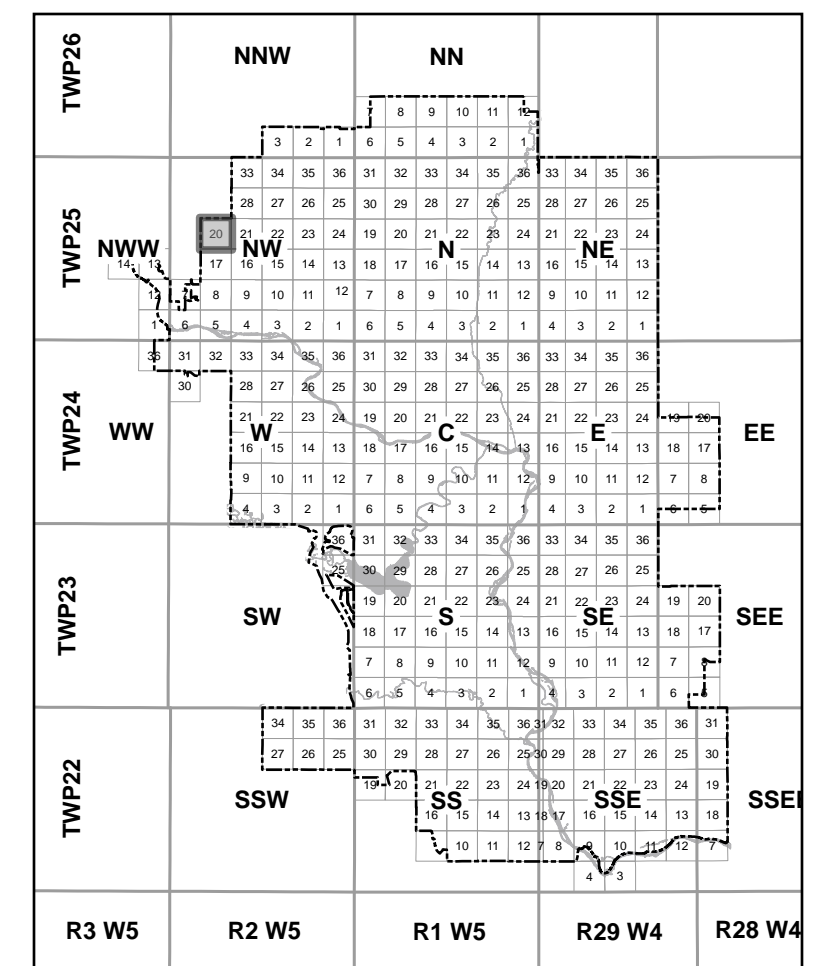 NNW NN
TWP26
7 8 9 10 11 12
3 2 1 6 5 4 3 2 1
33 34 35 36 31 32 33 34 35 36 33 34 35 36
28 27 26 25 30 29 28 27 26 25 28 27 26 25
TWP25
20 21 22 23 24 19 20 21 22 23 24 21 22 23 24
NWW NW N NE
14 13 17 16 15 14 13 18 17 16 15 14 13 16 15 14 13
12 7 8 9 10 11 12 7 8 9 10 11 12 9 10 11 12
1 6 5 4 3 2 1 6 5 4 3 2 1 4 3 2 1
36 31 32 33 34 35 36 31 32 33 34 35 36 33 34 35 36
30 28 27 26 25 30 29 28 27 26 25 28 27 26 25
TWP24
21 22 23 24 19 20 21 22 23 24 21 22 23 24 19 20
WW W C E EE
16 15 14 13 18 17 16 15 14 13 16 15 14 13 18 17
9 10 11 12 7 8 9 10 11 12 9 10 11 12 7 8
4 3 2 1 6 5 4 3 2 1 4 3 2 1 6 5
36 31 32 33 34 35 36 33 34 35 36
25 30 29 28 27 26 25 28 27 26 25
TWP23
19 20 21 22 23 24 21 22 23 24 19 20
SW S SE SEE
18 17 16 15 14 13 16 15 14 13 18 17
7 8 9 10 11 12 9 10 11 12 7 8
6 5 4 3 2 1 4 3 2 1 6
34 35 36 31 32 33 34 35 36 31 32 33 34 35 36 31
27 26 25 30 29 28 27 26 25 30 29 28 27 26 25 30
TWP22
19 20 21 22 23 24 19 20 21 22 23 24 19
SSW SS SSE SSE
16 15 14 13 18 17 16 15 14 13 18
10 11 12 7 8 9 10 11 12 7
4 3
R3 W5 R2 W5 R1 W5 R29 W4 R28 W4